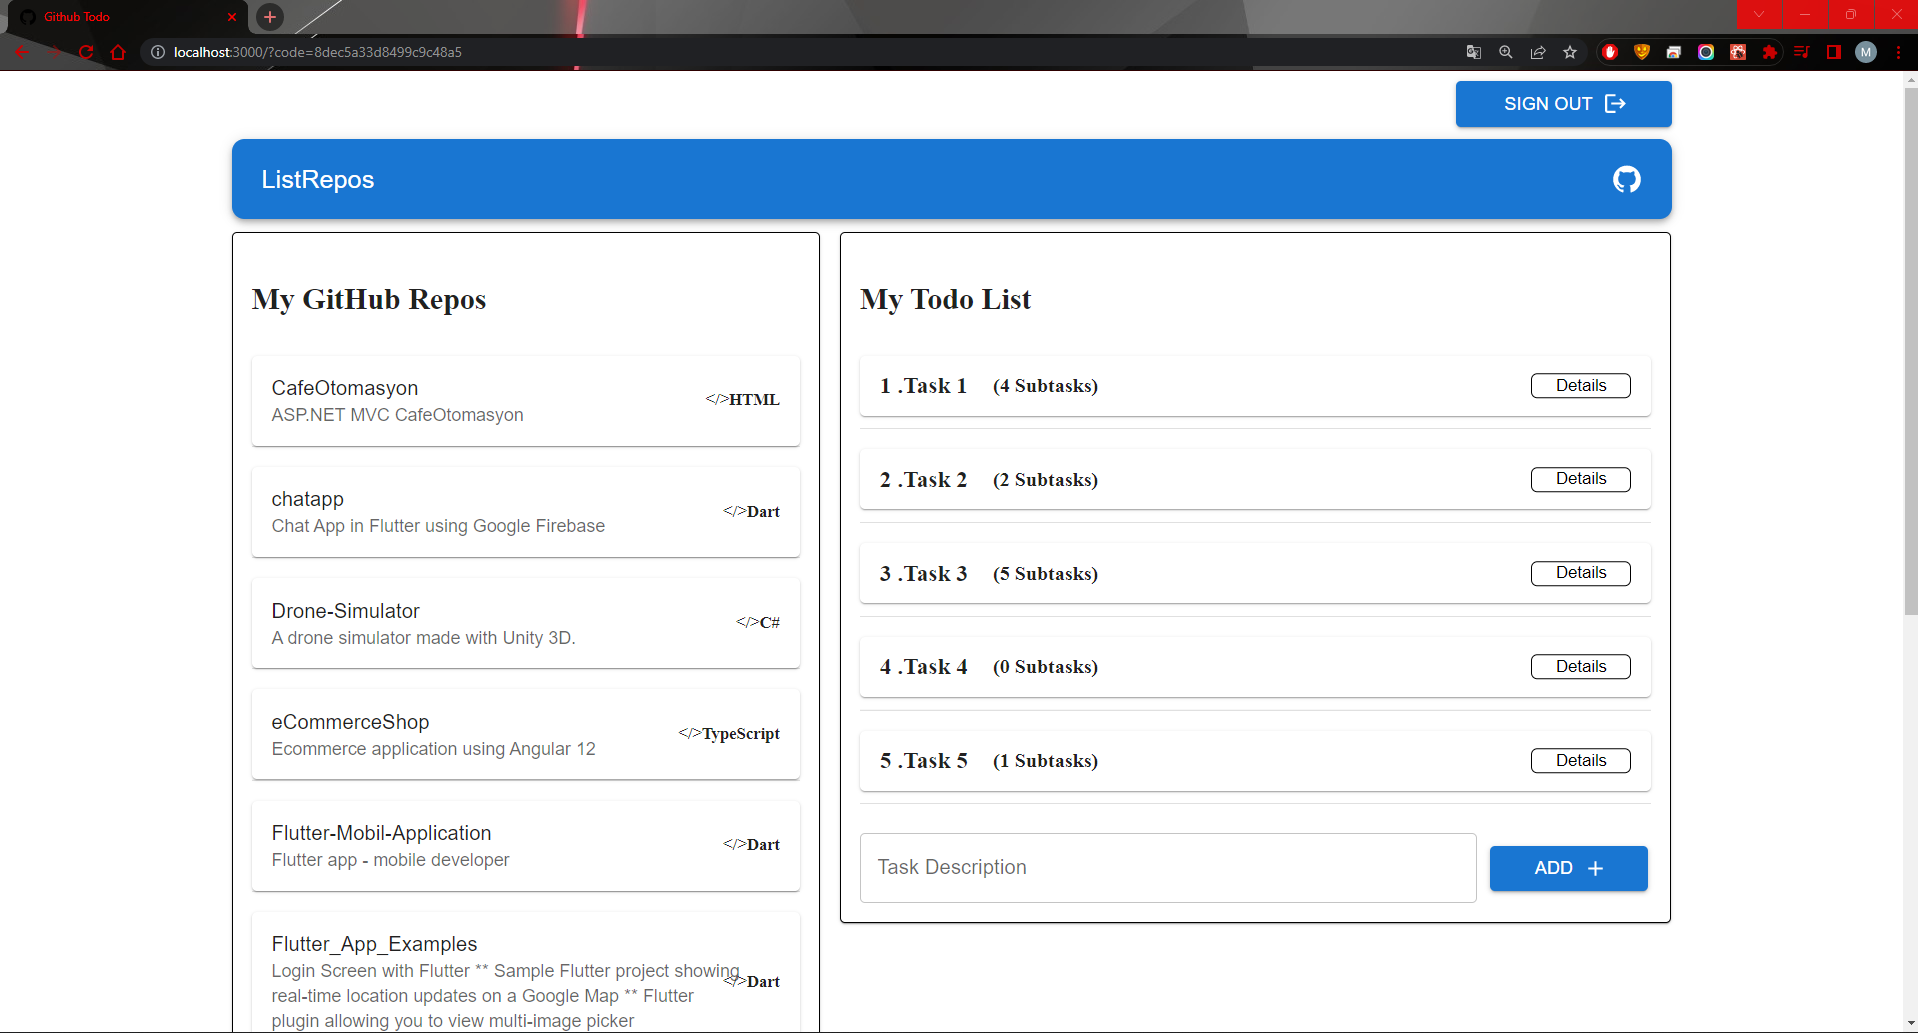 Github Todo
localhost:3000/?code=8dec5a33d8499c9c48a5
M
SIGN OUT
ListRepos
My GitHub Repos
CafeOtomasyon
ASP.NET MVC CafeOtomasyon
</>HTML
chatapp
Chat App in Flutter using Google Firebase
</>Dart
Drone-Simulator
A drone simulator made with Unity 3D.
</>C#
eCommerceShop
Ecommerce application using Angular 12
</>TypeScript
Flutter-Mobil-Application
Flutter app - mobile developer
</>Dart
Flutter_App_Examples
Login Screen with Flutter ** Sample Flutter project showing
</>Dart
real-time location updates on a Google Map ** Flutter
plugin allowing you to view multi-image picker
My Todo List
1 .Task 1 (4 Subtasks) Details
2 .Task 2 (2 Subtasks) Details
3 .Task 3 (5 Subtasks) Details
4 .Task 4 (0 Subtasks) Details
5 .Task 5 (1 Subtasks) Details
Task Description
ADD +